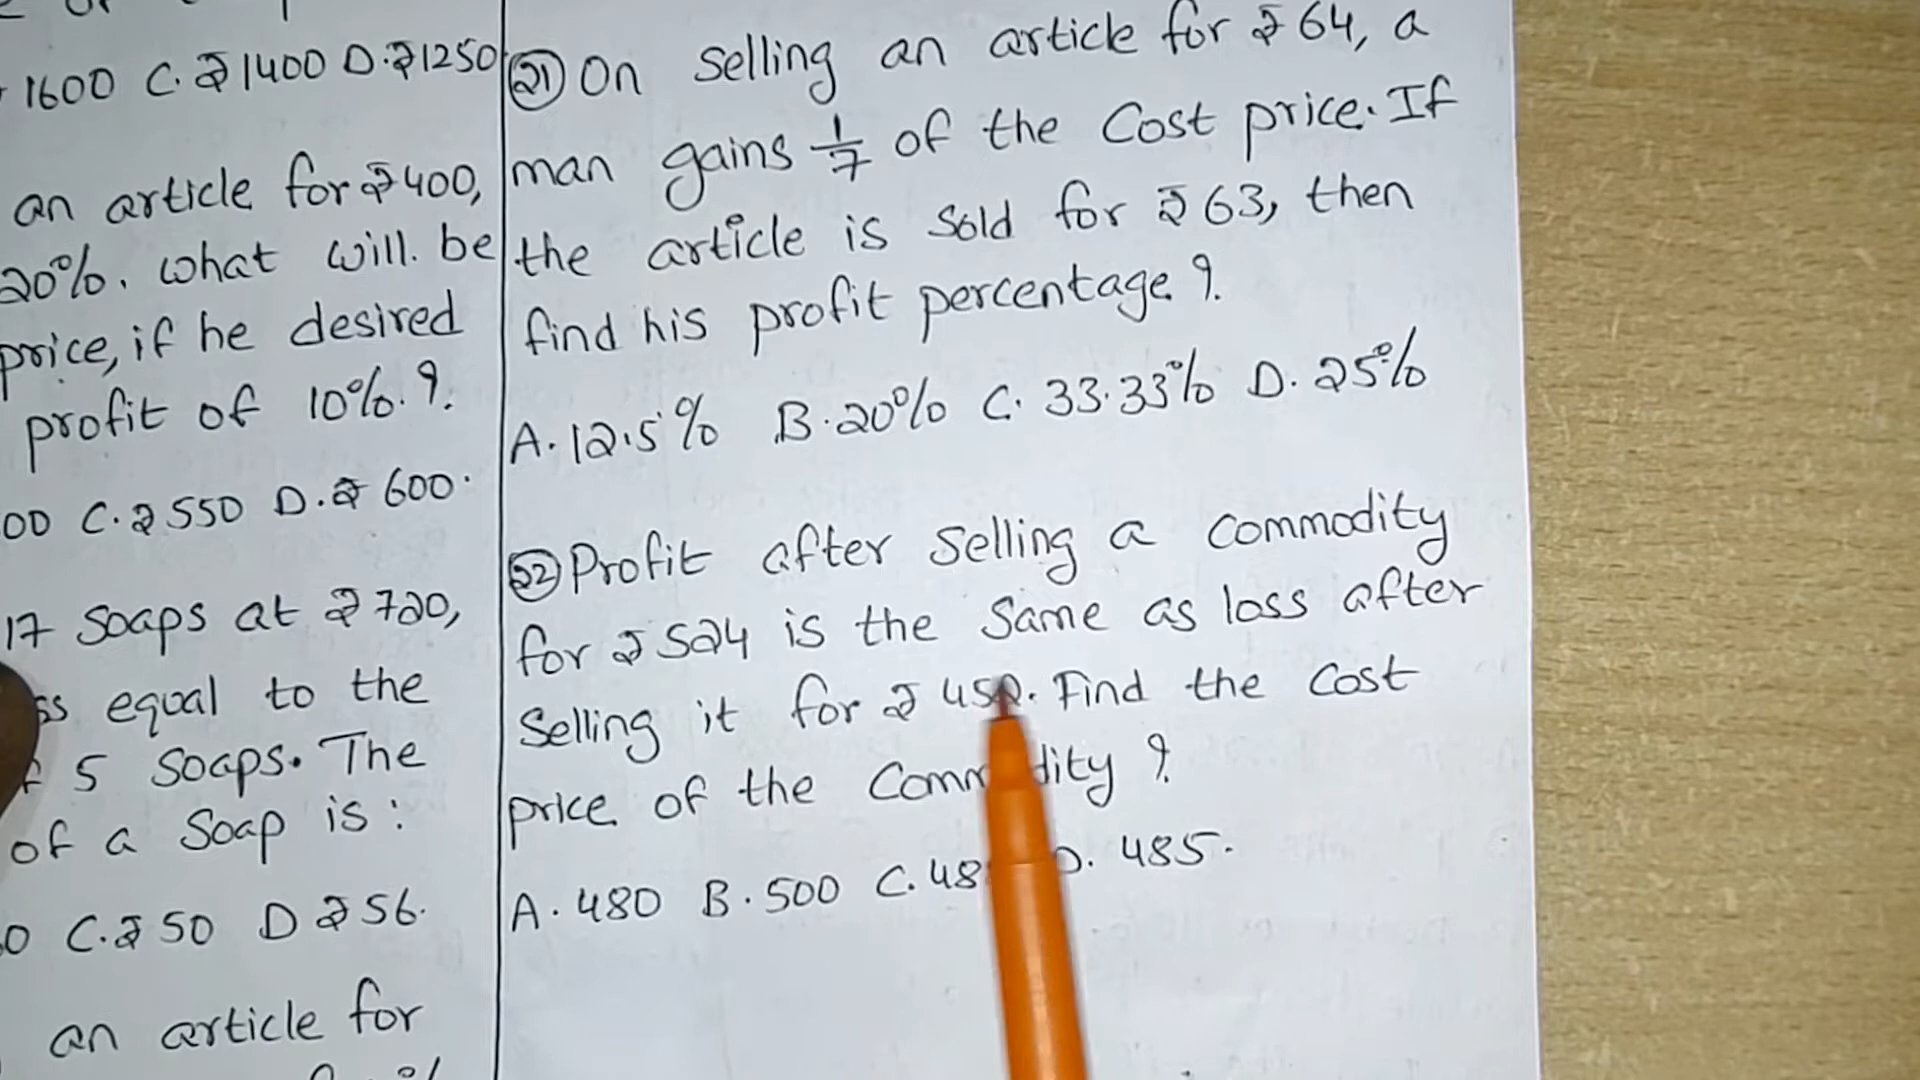 1600 C. ₹1400 D. ₹1250
an article for ₹400,
20%. what will be
price, if he desired
profit of 10%.?
00 C. ₹550 D. ₹600.
17 Soaps at ₹720,
equal to the
5 Soaps. The
of a Soap is:
0 C. ₹50 D ₹56.
an article for
21 On selling an article for ₹64, a
man gains 1/7 of the Cost price. If
the article is sold for ₹63, then
find his profit percentage?
A. 12.5% B. 20% C. 33.33% D. 25%
22 Profit after selling a commodity
for ₹524 is the same as loss after
selling it for ₹ Find the cost
price of the
A. 480 B. 500 C. D. 485.